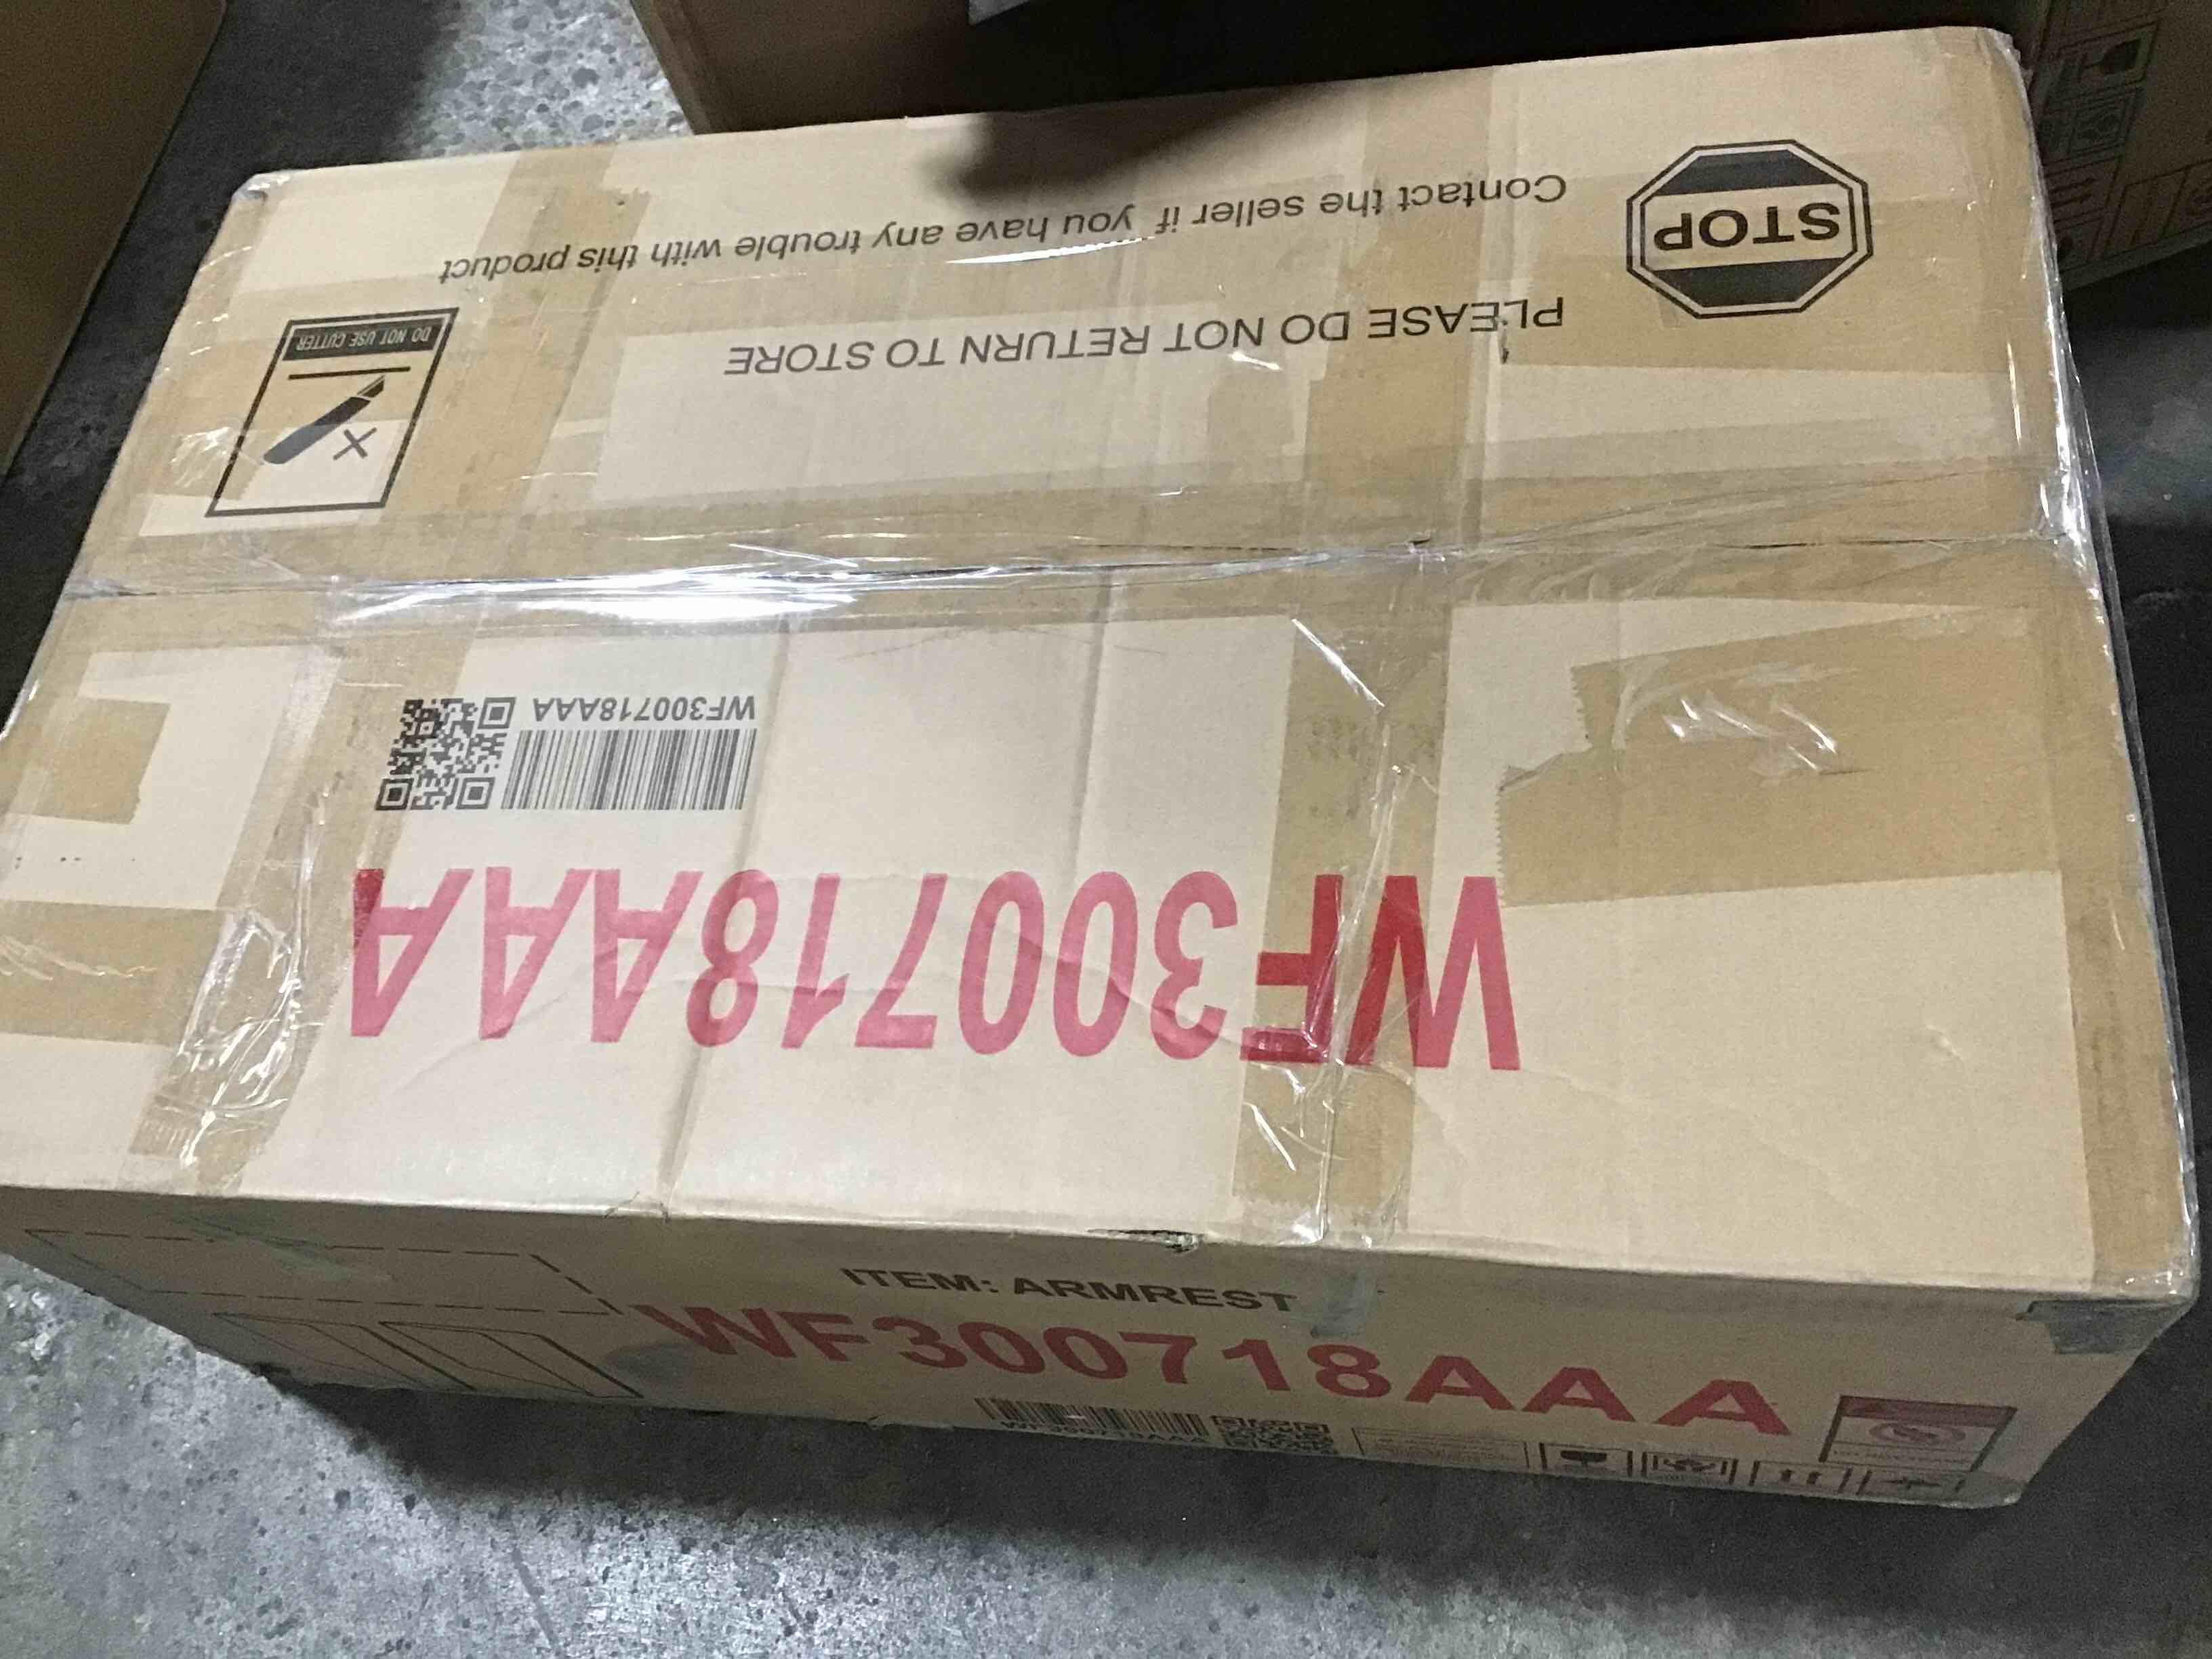 STOP
Contact the seller if you have any trouble with this product
PLEASE DO NOT RETURN TO STORE
DO NOT USE CUTTER
WF300718AAA
WF300718AAA
ITEM: ARMREST
WF300718AAA
WF300718AAA